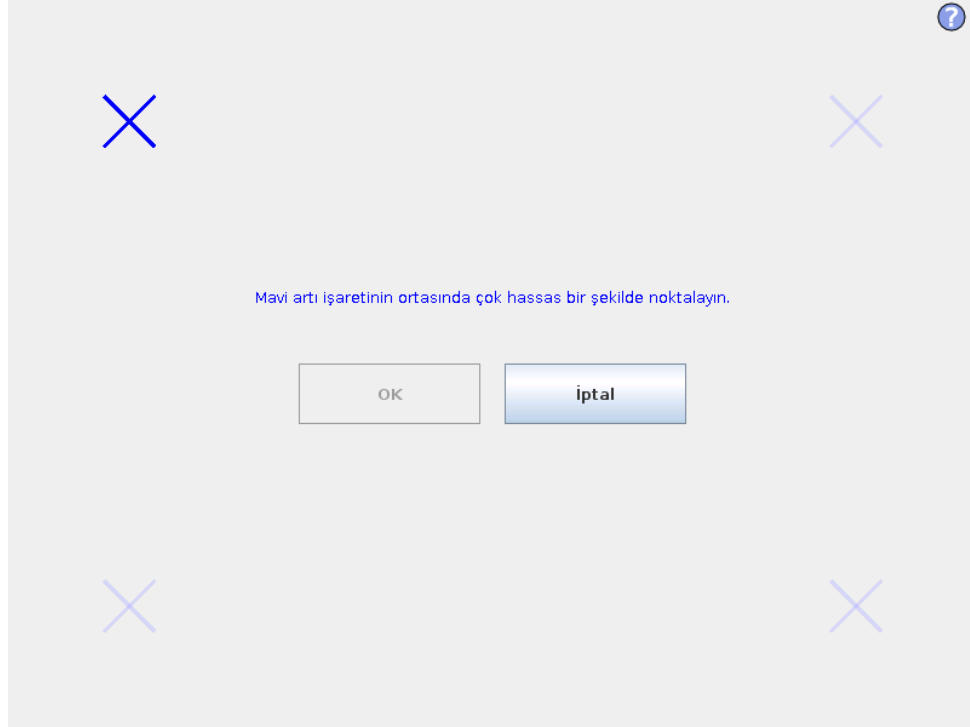 ?
Mavi artı işaretinin ortasında çok hassas bir şekilde noktalayın.
OK
İptal